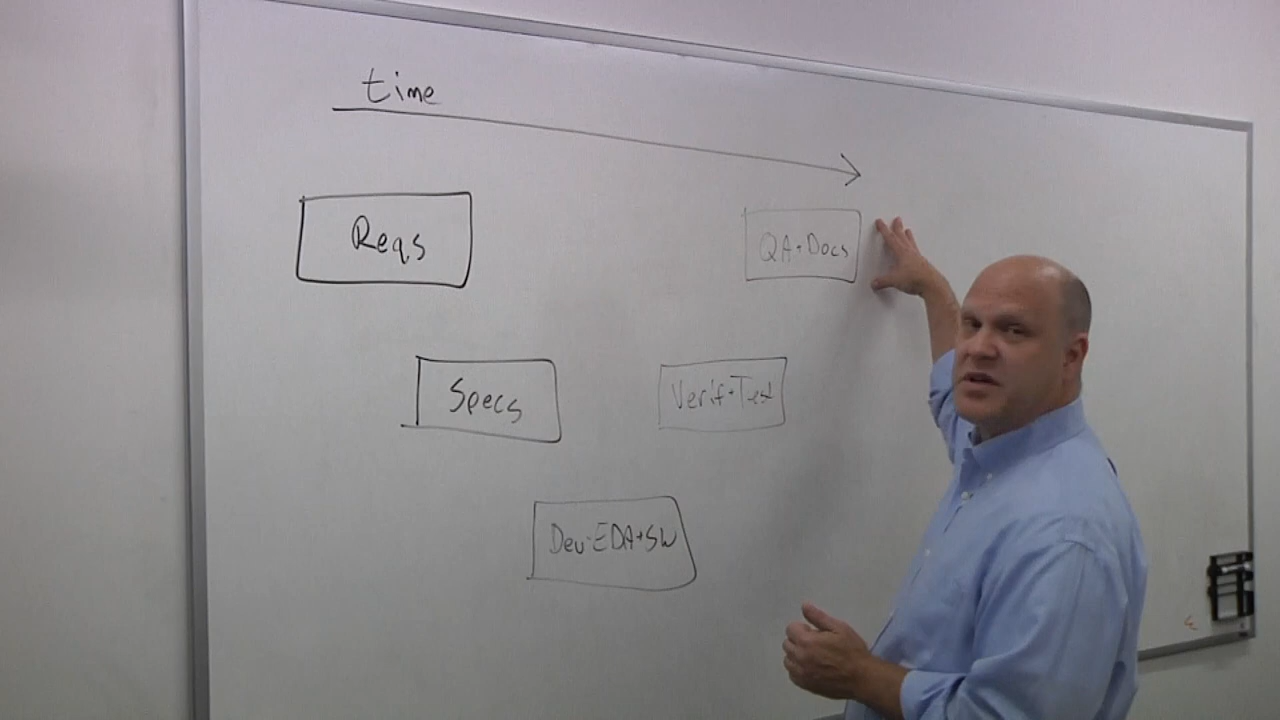 time
Reqs
QA+Docs
Specs
Verif+Test
Dev-EDA+SW